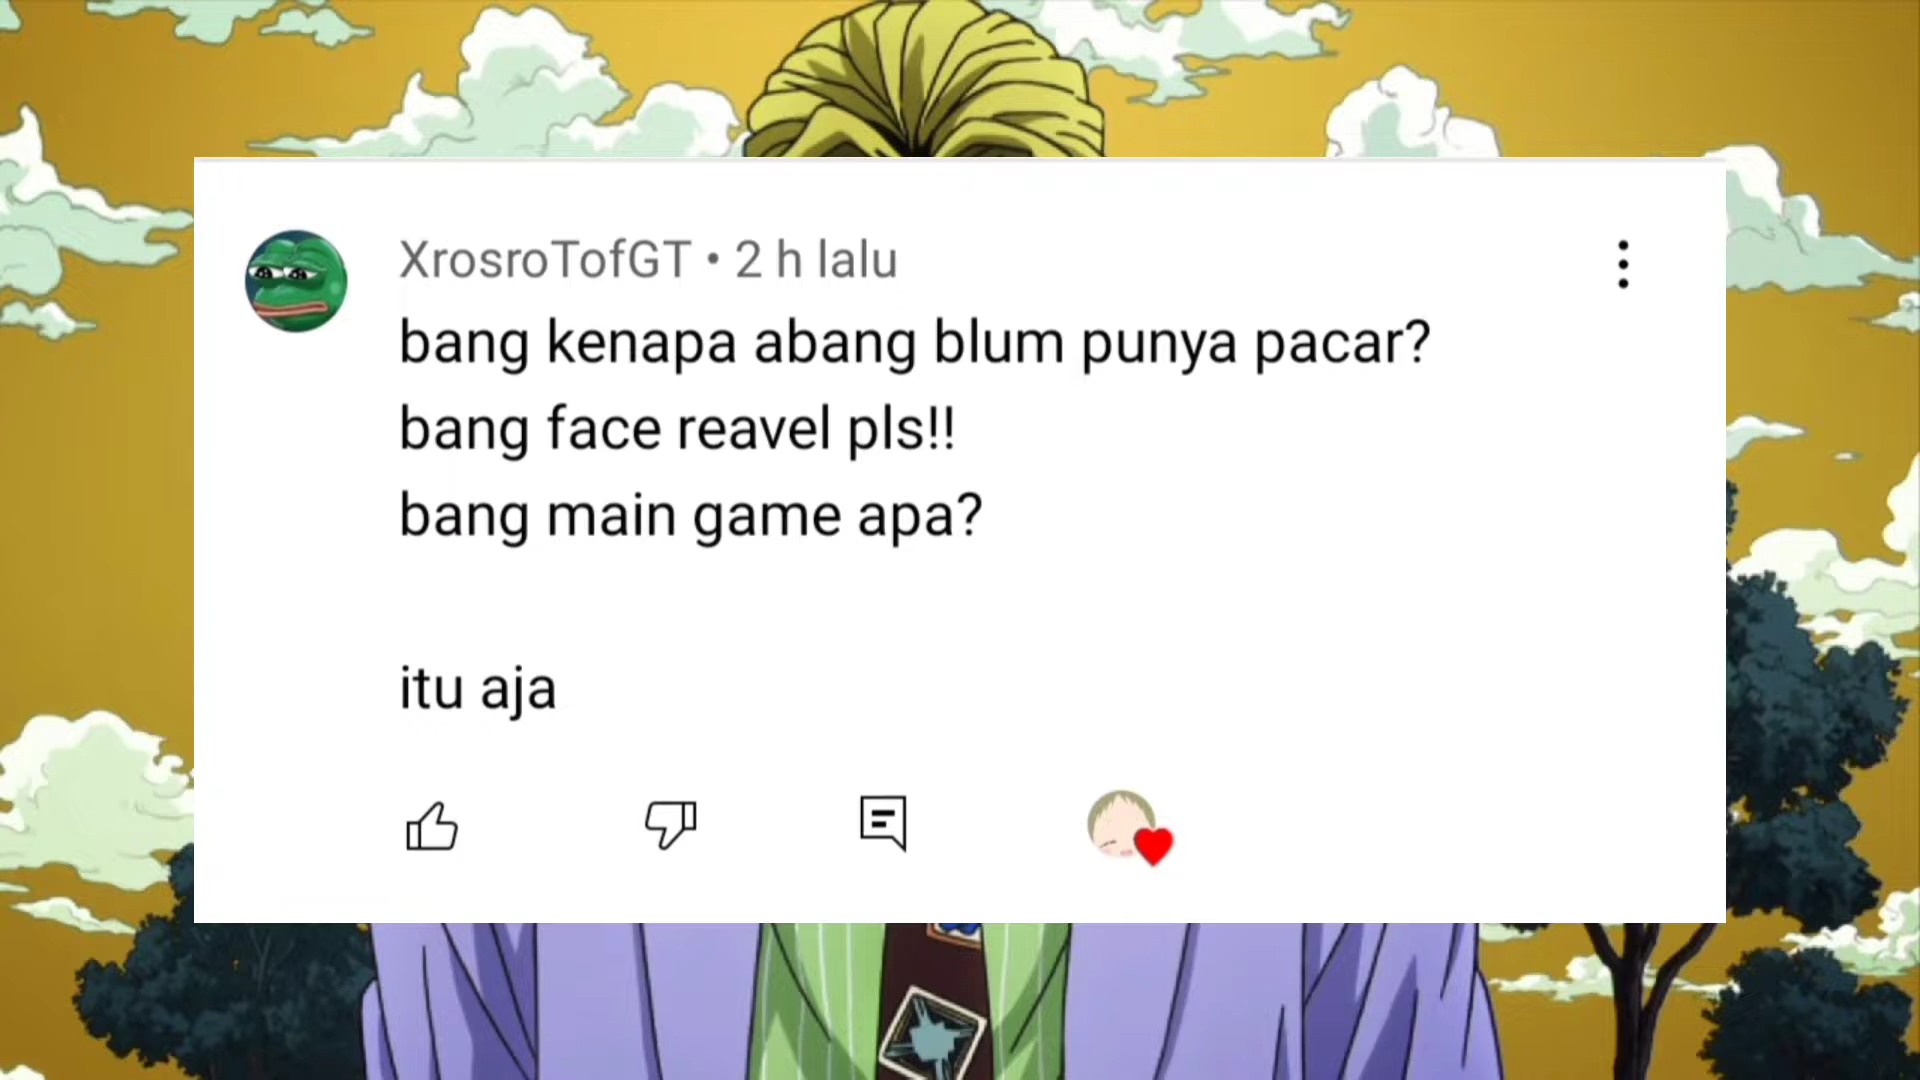 XrosroTofGT • 2 h lalu
bang kenapa abang blum punya pacar?
bang face reavel pls!!
bang main game apa?
itu aja